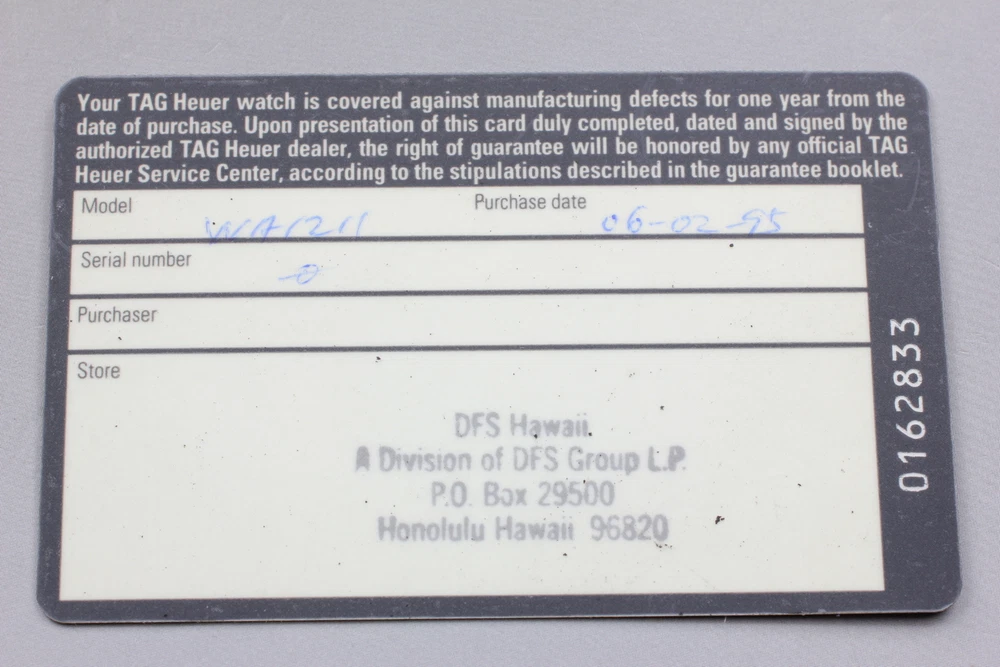 Your TAG Heuer watch is covered against manufacturing defects for one year from the
date of purchase. Upon presentation of this card duly completed, dated and signed by the
authorized TAG Heuer dealer, the right of guarantee will be honored by any official TAG
Heuer Service Center, according to the stipulations described in the guarantee booklet.
Model WA1211 Purchase date 06-02-95
Serial number
Purchaser
Store
DFS Hawaii
A Division of DFS Group L.P.
P.O. Box 29500
Honolulu Hawaii 96820
0162833